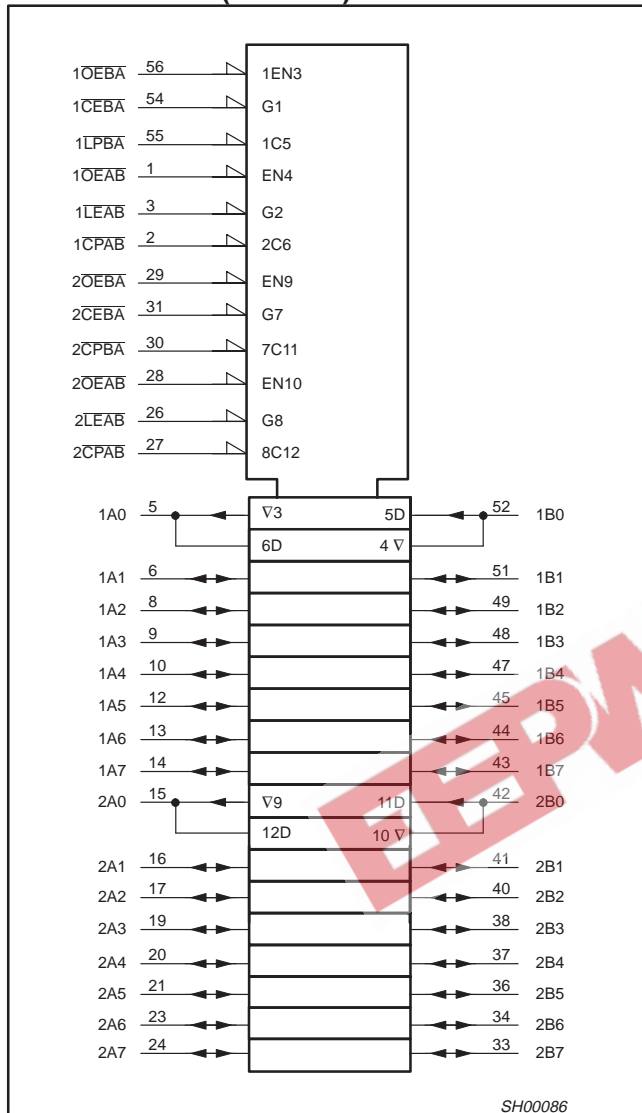 1OEBA 56 1EN3
1CEBA 54 G1
1LPBA 55 1C5
1OEAB 1 EN4
1LEAB 3 G2
1CPAB 2 2C6
2OEBA 29 EN9
2CEBA 31 G7
2CPBA 30 7C11
2OEAB 28 EN10
2LEAB 26 G8
2CPAB 27 8C12
1A0 5 ∇3 5D 52 1B0
6D 4 ∇
1A1 6 51 1B1
1A2 8 49 1B2
1A3 9 48 1B3
1A4 10 47 1B4
1A5 12 45 1B5
1A6 13 44 1B6
1A7 14 43 1B7
2A0 15 ∇9 11D 42 2B0
12D 10 ∇
2A1 16 41 2B1
2A2 17 40 2B2
2A3 19 38 2B3
2A4 20 37 2B4
2A5 21 36 2B5
2A6 23 34 2B6
2A7 24 33 2B7
SH00086